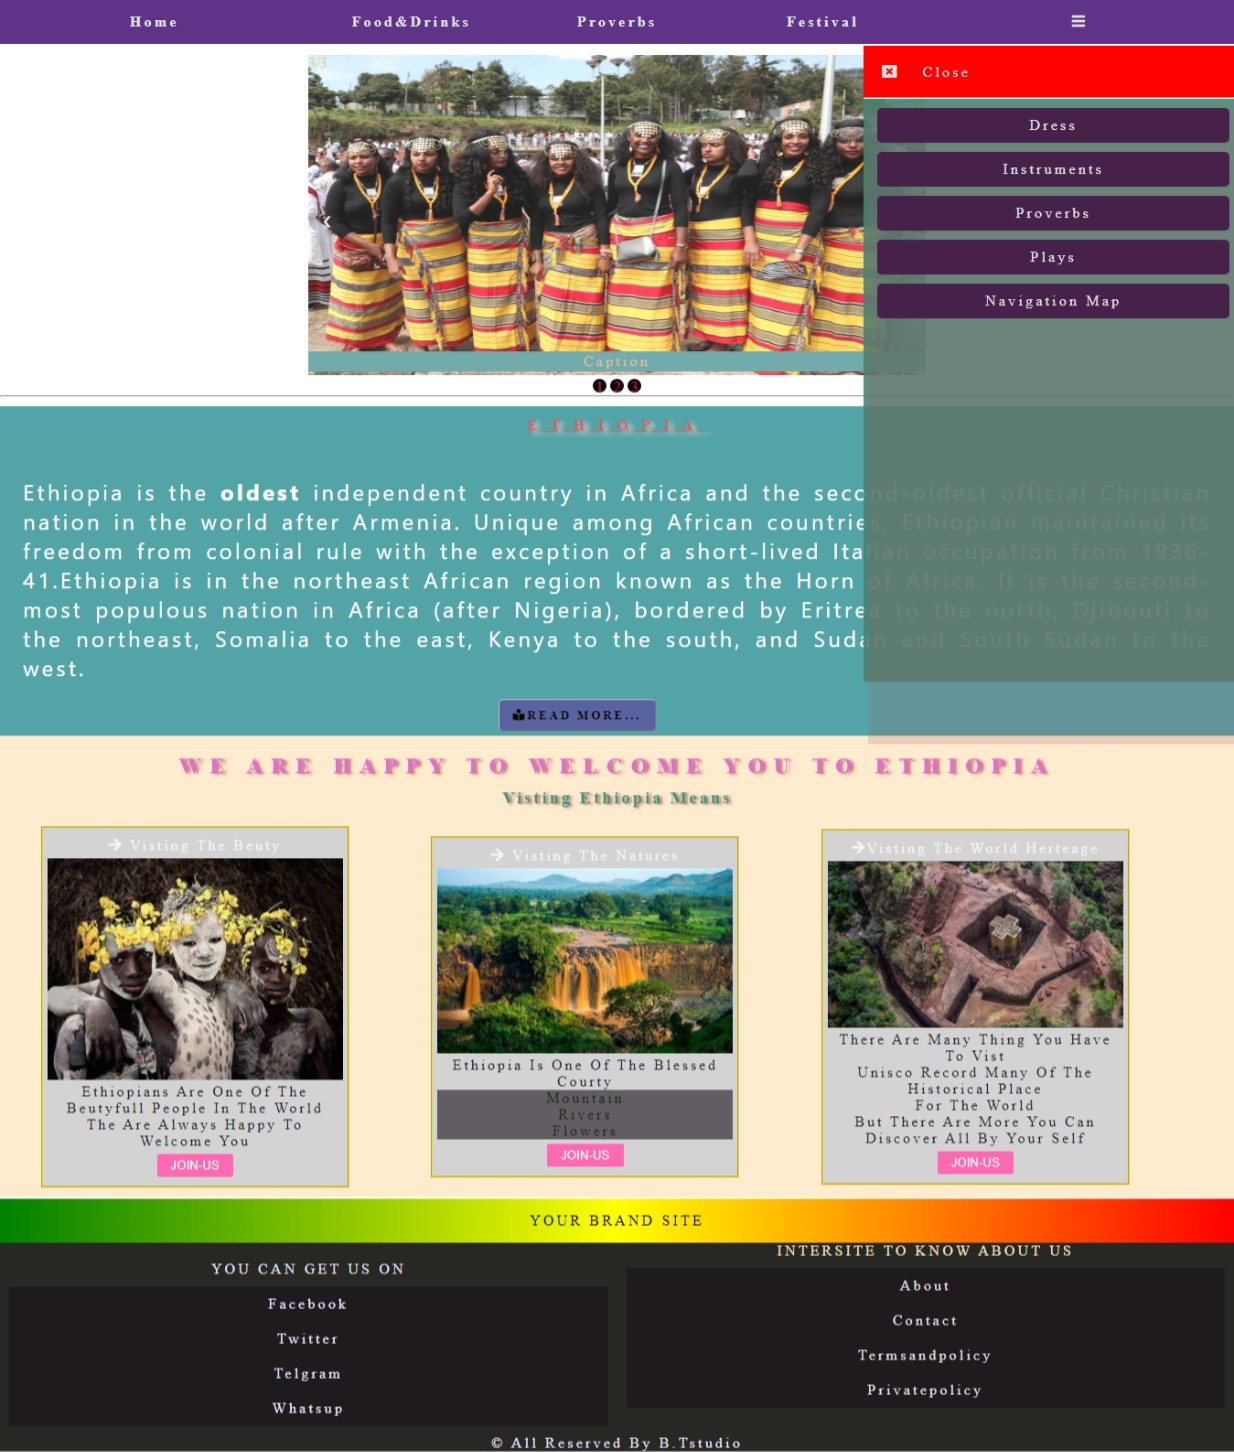 Home Food&Drinks Proverbs Festival
3/3
Close
Dress
Instruments
Proverbs
Plays
Navigation Map
Caption
1 2 3
ETHIOPIA
Ethiopia is the oldest independent country in Africa and the second-oldest official Christian
nation in the world after Armenia. Unique among African countries, Ethiopian maintained its
freedom from colonial rule with the exception of a short-lived Italian occupation from 1936-
41.Ethiopia is in the northeast African region known as the Horn of Africa. It is the second-
most populous nation in Africa (after Nigeria), bordered by Eritrea to the north, Djibouti to
the northeast, Somalia to the east, Kenya to the south, and Sudan and South Sudan to the
west.
READ MORE...
WE ARE HAPPY TO WELCOME YOU TO ETHIOPIA
Visting Ethiopia Means
Visting The Beuty
Ethiopians Are One Of The
Beutyfull People In The World
The Are Always Happy To
Welcome You
JOIN-US
Visting The Natures
Ethiopia Is One Of The Blessed
Courty
Mountain
Rivers
Flowers
JOIN-US
Visting The World Herteage
There Are Many Thing You Have
To Vist
Unisco Record Many Of The
Historical Place
For The World
But There Are More You Can
Discover All By Your Self
JOIN-US
YOUR BRAND SITE
YOU CAN GET US ON
Facebook
Twitter
Telgram
Whatsup
INTERSITE TO KNOW ABOUT US
About
Contact
Termsandpolicy
Privatepolicy
© All Reserved By B.Tstudio